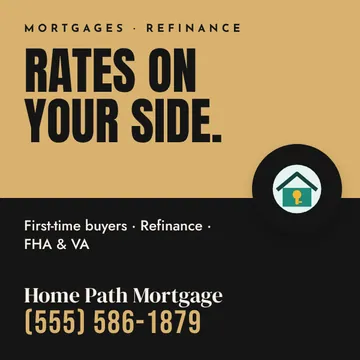 MORTGAGES · REFINANCE
RATES ON
YOUR SIDE.
First-time buyers · Refinance ·
FHA & VA
Home Path Mortgage
(555) 586-1879